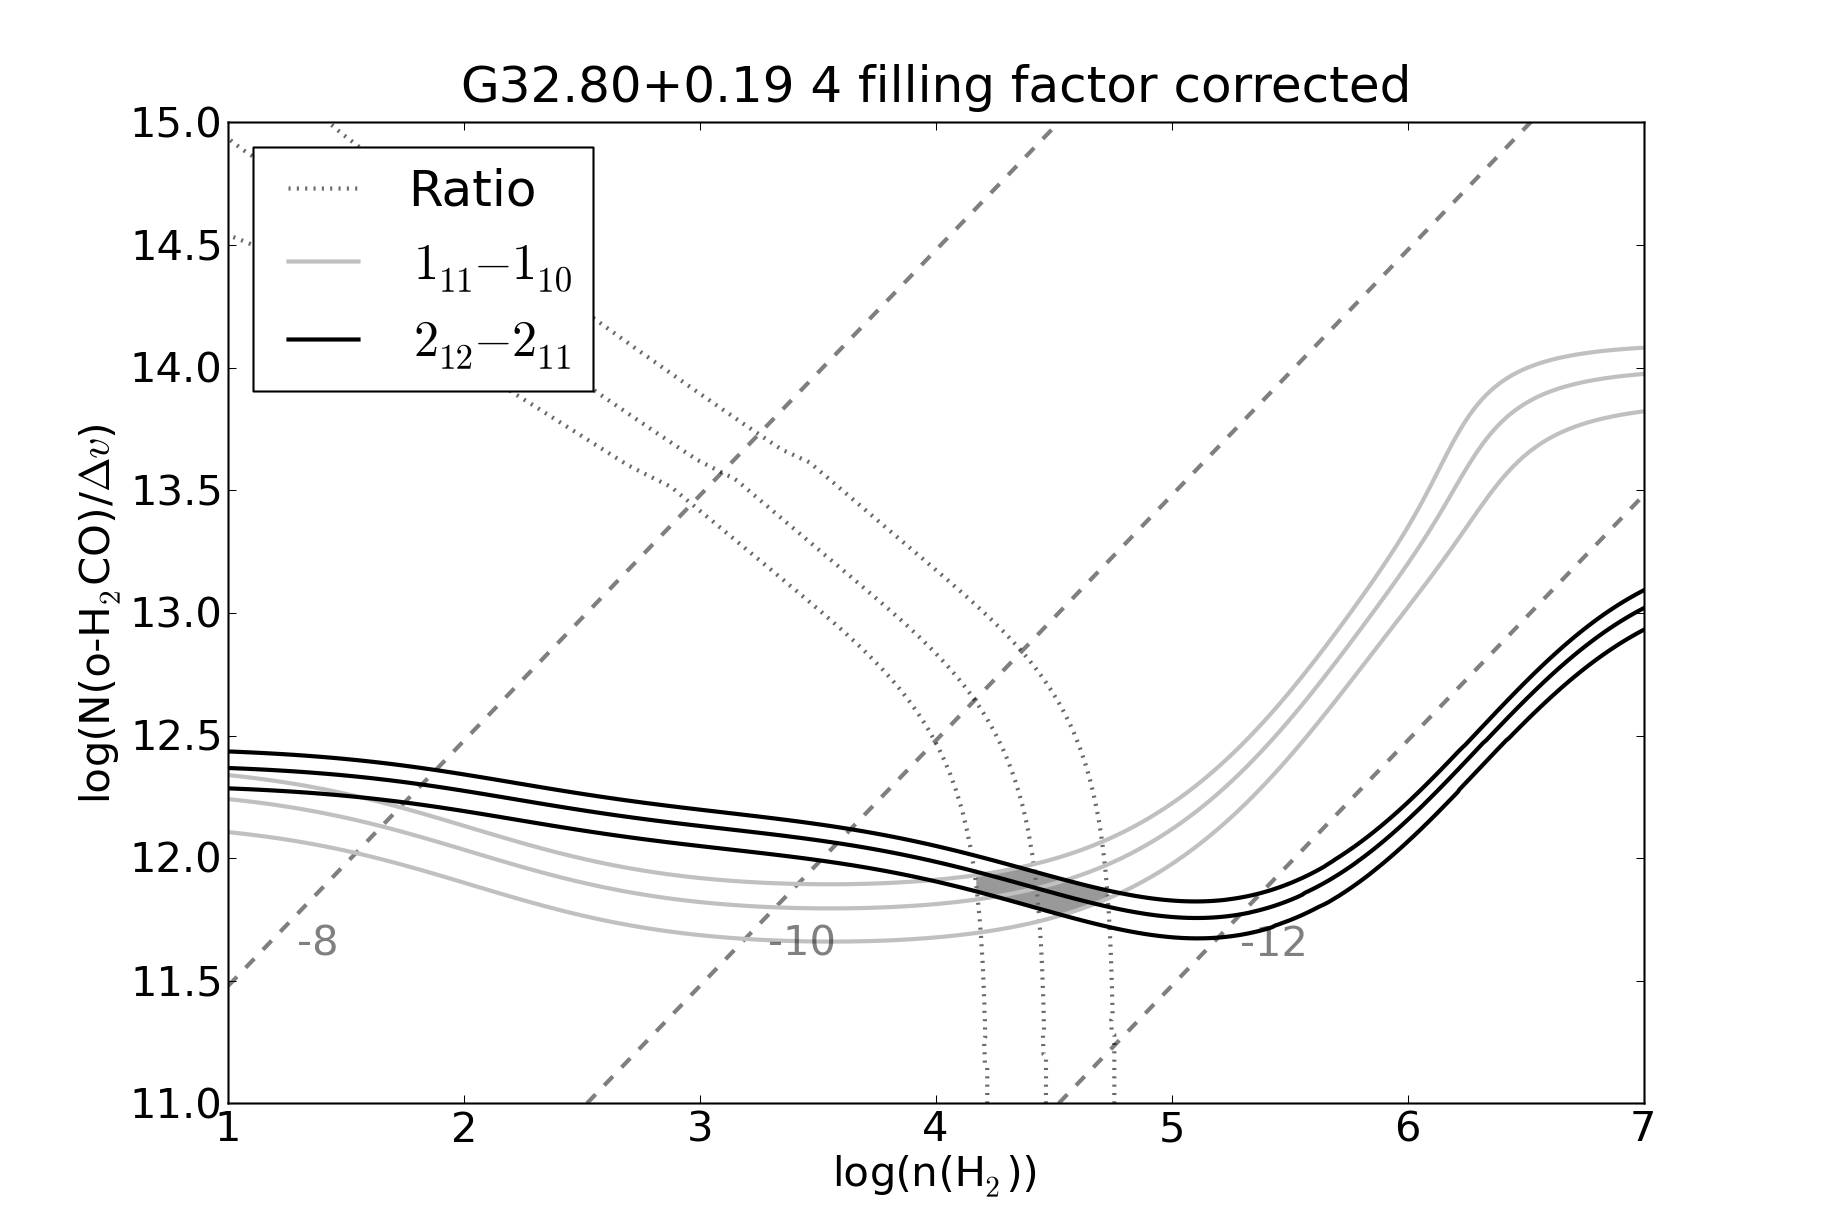 G32.80+0.19 4 filling factor corrected
15.0
14.5
14.0
13.5
13.0
12.5
12.0
11.5
11.0
log(N(o-H₂CO)/Δv)
Ratio
1₁₁−1₁₀
2₁₂−2₁₁
-8
-10
-12
1 2 3 4 5 6 7
log(n(H₂))